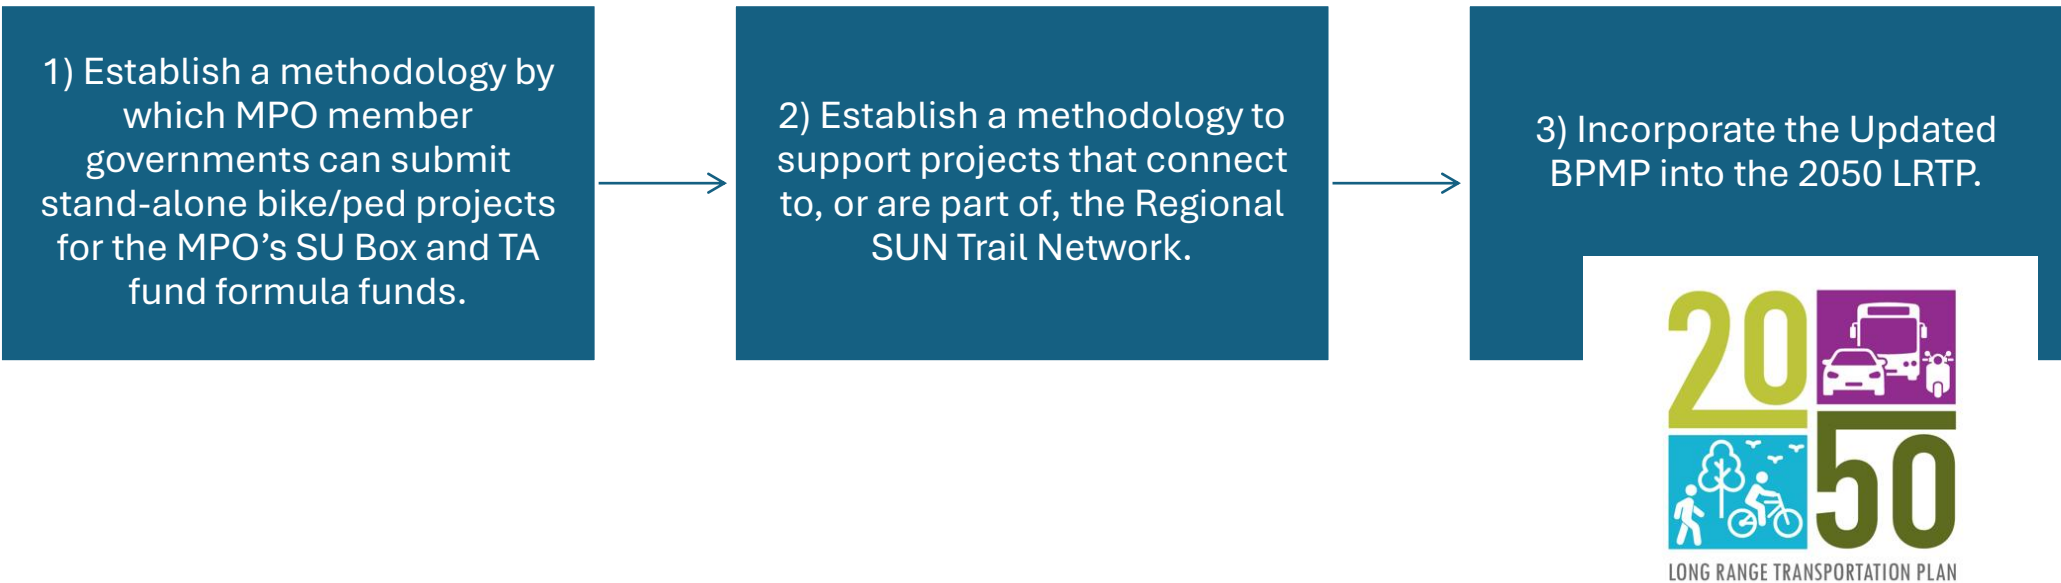 1) Establish a methodology by
which MPO member
governments can submit
stand-alone bike/ped projects
for the MPO’s SU Box and TA
fund formula funds.
2) Establish a methodology to
support projects that connect
to, or are part of, the Regional
SUN Trail Network.
3) Incorporate the Updated
BPMP into the 2050 LRTP.
20
50
LONG RANGE TRANSPORTATION PLAN